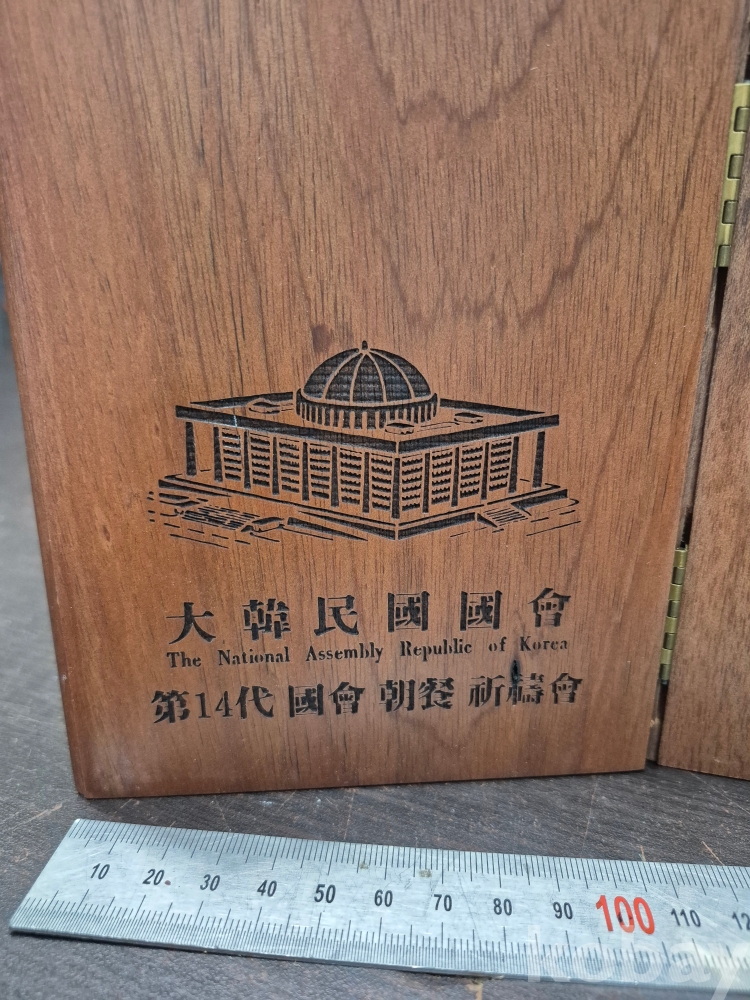 大韓民國國會
The National Assembly Republic of Korea
第14代 國會 朝餐 祈禱會
10 20 30 40 50 60 70 80 90 100 110
kobay